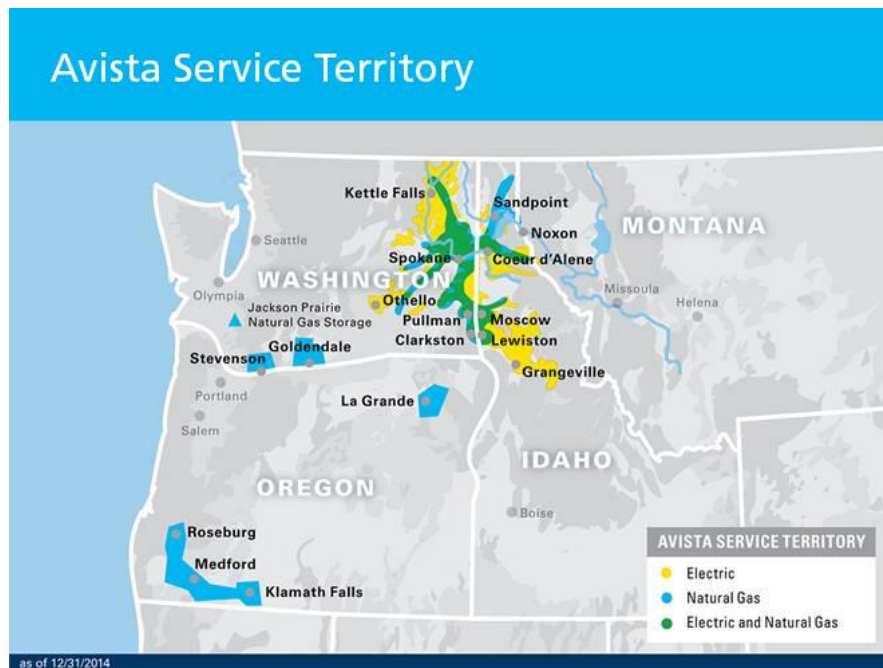 Avista Service Territory
Kettle Falls
Sandpoint
MONTANA
Noxon
Seattle
Spokane
Coeur d'Alene
WASHINGTON
Missoula
Olympia
Othello
Helena
Jackson Prairie
Natural Gas Storage
Pullman
Moscow
Clarkston
Lewiston
Goldendale
Stevenson
Grangeville
Portland
La Grande
Salem
IDAHO
OREGON
Boise
Roseburg
AVISTA SERVICE TERRITORY
Medford
Electric
Klamath Falls
Natural Gas
Electric and Natural Gas
as of 12/31/2014